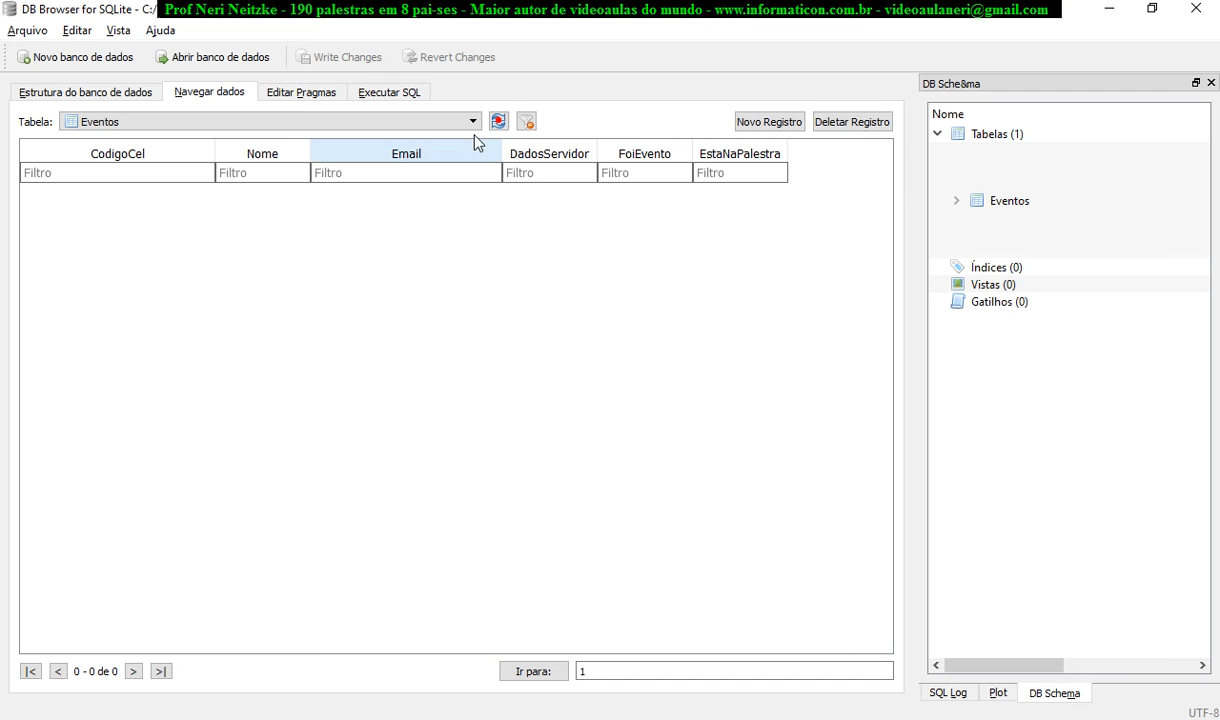 DB Browser for SQLite - C:/
Prof Neri Neitzke - 190 palestras em 8 pai-ses - Maior autor de videoaulas do mundo - www.informaticon.com.br - videoaulaneri@gmail.com
Arquivo Editar Vista Ajuda
Novo banco de dados Abrir banco de dados Write Changes Revert Changes
Estrutura do banco de dados Navegar dados Editar Pragmas Executar SQL
Tabela: Eventos Novo Registro Deletar Registro
CodigoCel Nome Email DadosServidor FoiEvento EstaNaPalestra
Filtro Filtro Filtro Filtro Filtro Filtro
|< < 0 - 0 de 0 > >| Ir para: 1
DB Sche&ma
Nome
Tabelas (1)
Eventos
Índices (0)
Vistas (0)
Gatilhos (0)
SQL Log Plot DB Schema
UTF-8